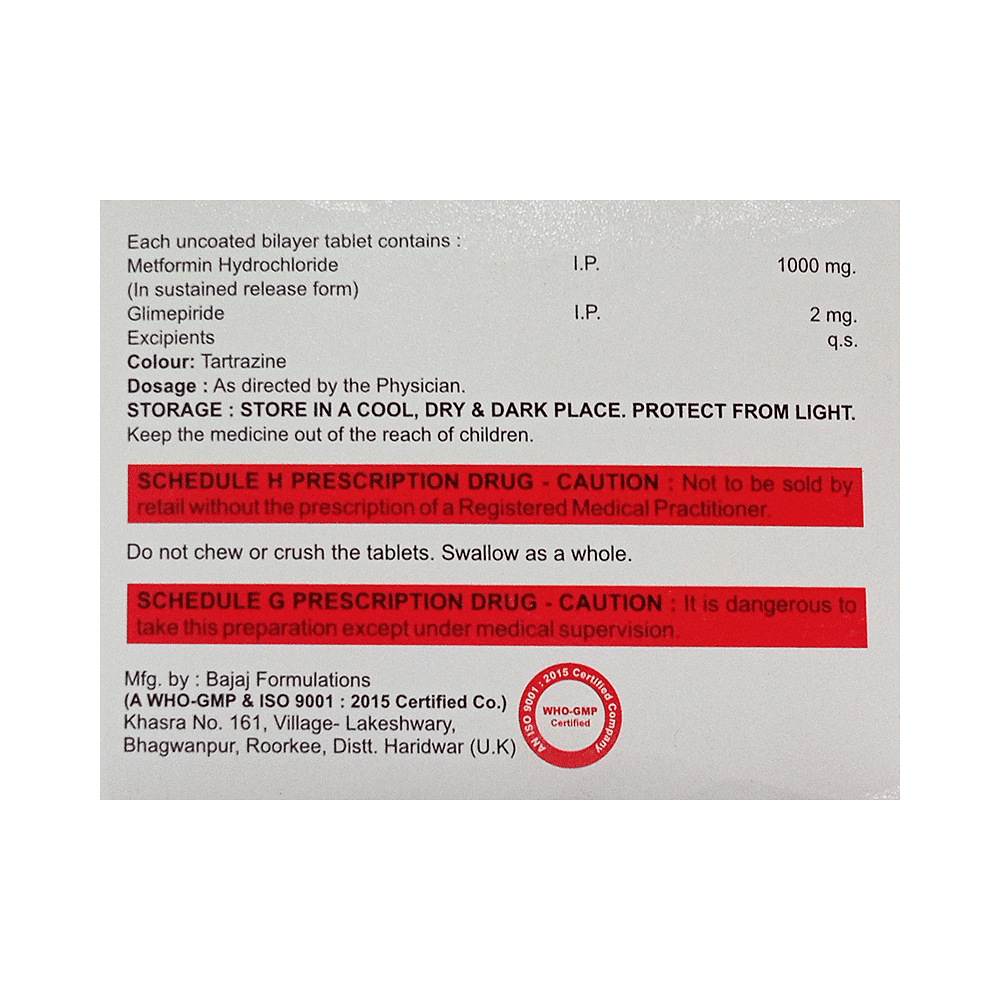 Each uncoated bilayer tablet contains :
Metformin Hydrochloride I.P. 1000 mg.
(In sustained release form)
Glimepiride I.P. 2 mg.
Excipients q.s.
Colour: Tartrazine
Dosage : As directed by the Physician.
STORAGE : STORE IN A COOL, DRY & DARK PLACE. PROTECT FROM LIGHT.
Keep the medicine out of the reach of children.
SCHEDULE H PRESCRIPTION DRUG - CAUTION : Not to be sold by
retail without the prescription of a Registered Medical Practitioner.
Do not chew or crush the tablets. Swallow as a whole.
SCHEDULE G PRESCRIPTION DRUG - CAUTION : It is dangerous to
take this preparation except under medical supervision.
Mfg. by : Bajaj Formulations
(A WHO-GMP & ISO 9001 : 2015 Certified Co.)
Khasra No. 161, Village- Lakeshwary,
Bhagwanpur, Roorkee, Distt. Haridwar (U.K)
AN ISO 9001 : 2015 Certified Company
WHO-GMP
Certified